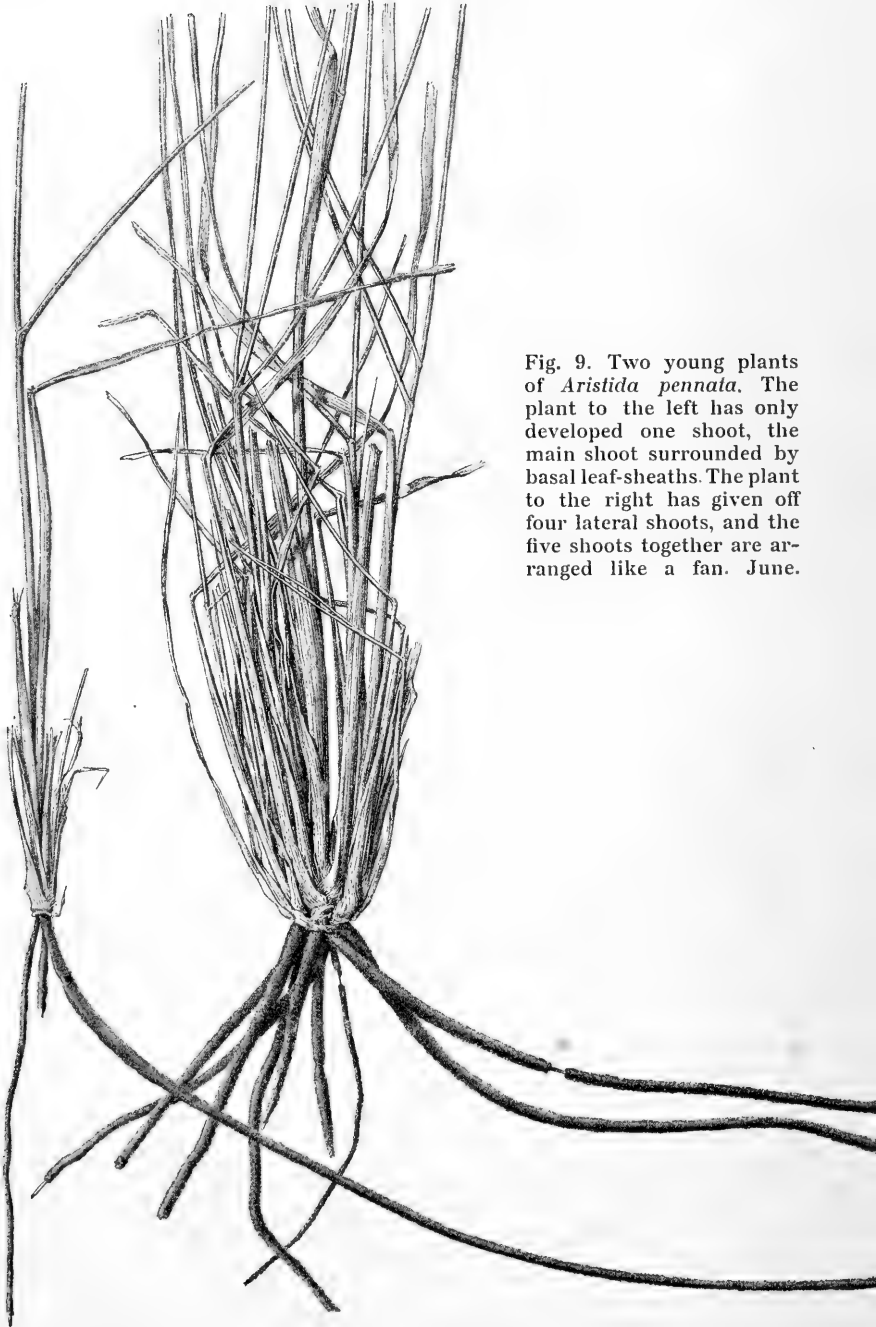 Fig. 9. Two young plants
of Aristida pennata. The
plant to the left has only
developed one shoot, the
main shoot surrounded by
basal leaf-sheaths. The plant
to the right has given off
four lateral shoots, and the
five shoots together are ar-
ranged like a fan. June.